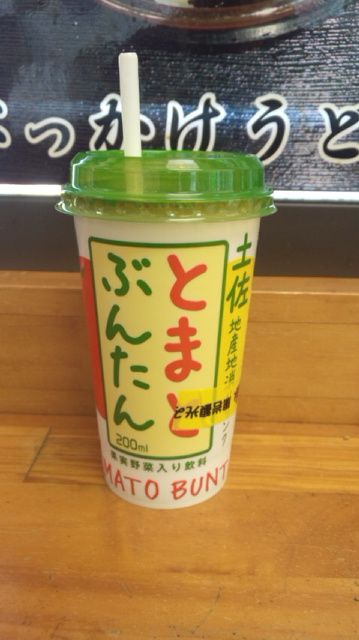 っかけうど
土佐
地産地消
とまと
ぶんたん
200ml
果実野菜入り飲料
MATO BUNT